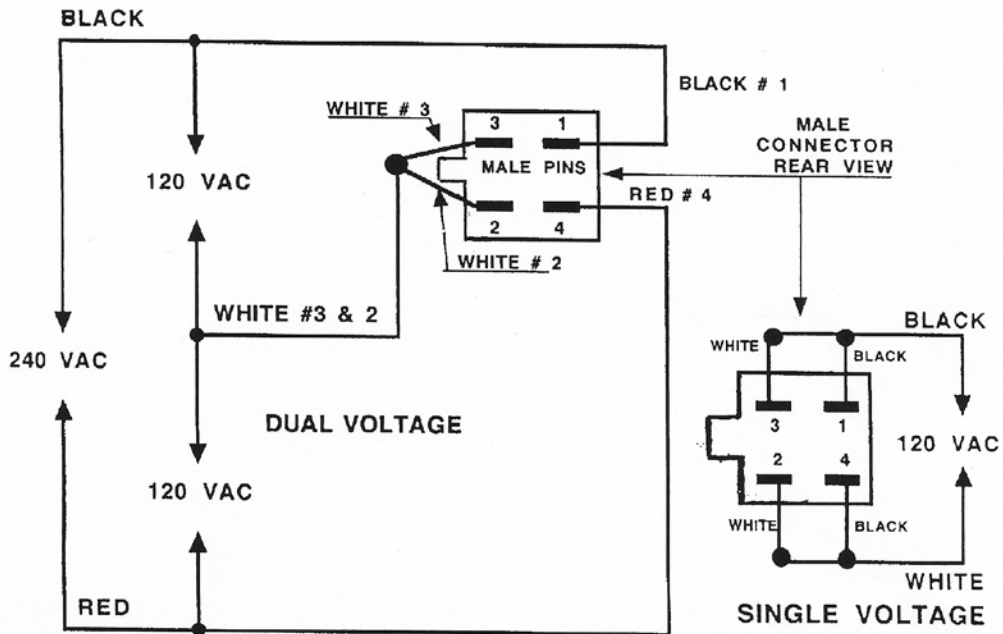 BLACK
BLACK # 1
WHITE # 3
3 1
MALE PINS
2 4
MALE
CONNECTOR
REAR VIEW
120 VAC
RED # 4
WHITE # 2
WHITE #3 & 2
240 VAC
DUAL VOLTAGE
120 VAC
RED
BLACK
WHITE
BLACK
3 1
2 4
120 VAC
WHITE
BLACK
WHITE
SINGLE VOLTAGE